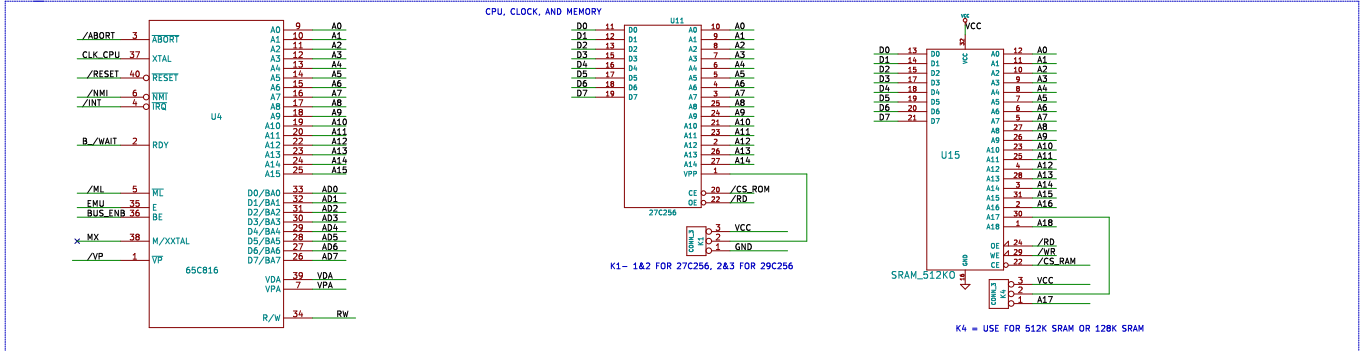 CPU, CLOCK, AND MEMORY
/ABORT 3 ABORT
CLK_CPU 37 XTAL
/RESET 40 RESET
/NMI 6 NMI
/INT 4 IRQ
B_/WAIT 2 RDY
/ML 5 ML
EMU 35 E
BUS_ENB 36 BE
MX 38 M/XXTAL
/VP 1 VP
U4
65C816
A0 9 A0
A1 10 A1
A2 11 A2
A3 12 A3
A4 13 A4
A5 14 A5
A6 15 A6
A7 16 A7
A8 17 A8
A9 18 A9
A10 19 A10
A11 20 A11
A12 22 A12
A13 23 A13
A14 24 A14
A15 25 A15
D0/BA0 33 AD0
D1/BA1 32 AD1
D2/BA2 31 AD2
D3/BA3 30 AD3
D4/BA4 29 AD4
D5/BA5 28 AD5
D6/BA6 27 AD6
D7/BA7 26 AD7
VDA 39 VDA
VPA 7 VPA
R/W 34 RW
U11
D0 11 D0
D1 12 D1
D2 13 D2
D3 15 D3
D4 16 D4
D5 17 D5
D6 18 D6
D7 19 D7
A0 10 A0
A1 9 A1
A2 8 A2
A3 7 A3
A4 6 A4
A5 5 A5
A6 4 A6
A7 3 A7
A8 25 A8
A9 24 A9
A10 21 A10
A11 23 A11
A12 2 A12
A13 26 A13
A14 27 A14
VPP 1
CE 20 /CS_ROM
OE 22 /RD
27C256
CONN_3 K1
3 VCC
2
1 GND
K1- 1&2 FOR 27C256, 2&3 FOR 29C256
VCC
VCC
32
VCC
D0 13 D0
D1 14 D1
D2 15 D2
D3 17 D3
D4 18 D4
D5 19 D5
D6 20 D6
D7 21 D7
U15
A0 12 A0
A1 11 A1
A2 10 A2
A3 9 A3
A4 8 A4
A5 7 A5
A6 6 A6
A7 5 A7
A8 27 A8
A9 26 A9
A10 23 A10
A11 25 A11
A12 4 A12
A13 28 A13
A14 3 A14
A15 31 A15
A16 2 A16
A17 30
A18 1 A18
OE 24 /RD
WE 29 /WR
CE 22 /CS_RAM
GND
16
SRAM_512KO
CONN_3 K4
3 VCC
2
1 A17
K4 = USE FOR 512K SRAM OR 128K SRAM